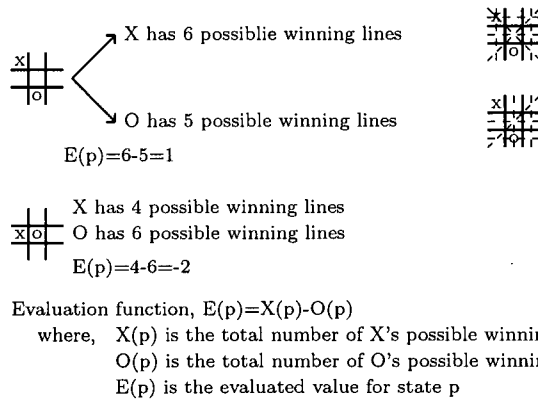 X has 6 possiblie winning lines
X
O
O
O has 5 possible winning lines
O
E(p)=6-5=1
X has 4 possible winning lines
X O
O has 6 possible winning lines
E(p)=4-6=-2
Evaluation function, E(p)=X(p)-O(p)
where, X(p) is the total number of X's possible winni
O(p) is the total number of O's possible winni
E(p) is the evaluated value for state p